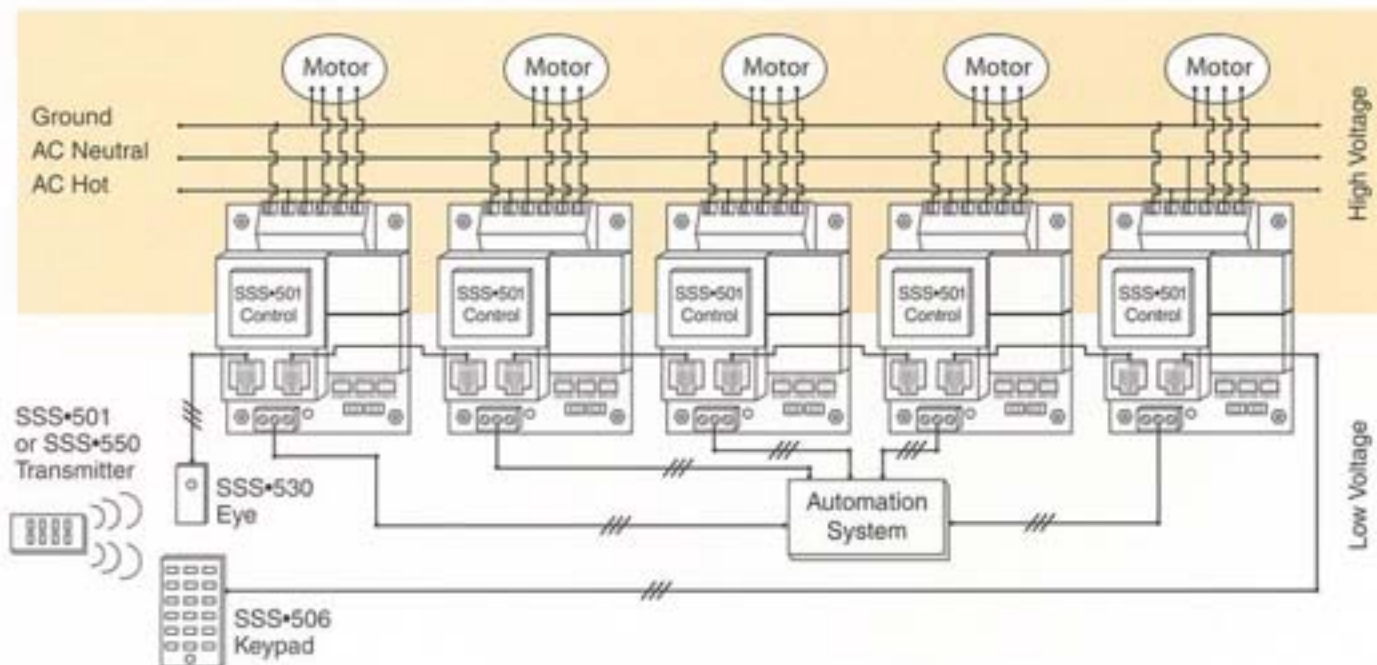 Motor
Motor
Motor
Motor
Motor
Ground
AC Neutral
AC Hot
High Voltage
SSS•501
Control
SSS•501
Control
SSS•501
Control
SSS•501
Control
SSS•501
Control
SSS•501
or SSS•550
Transmitter
SSS•530
Eye
Automation
System
Low Voltage
SSS•506
Keypad